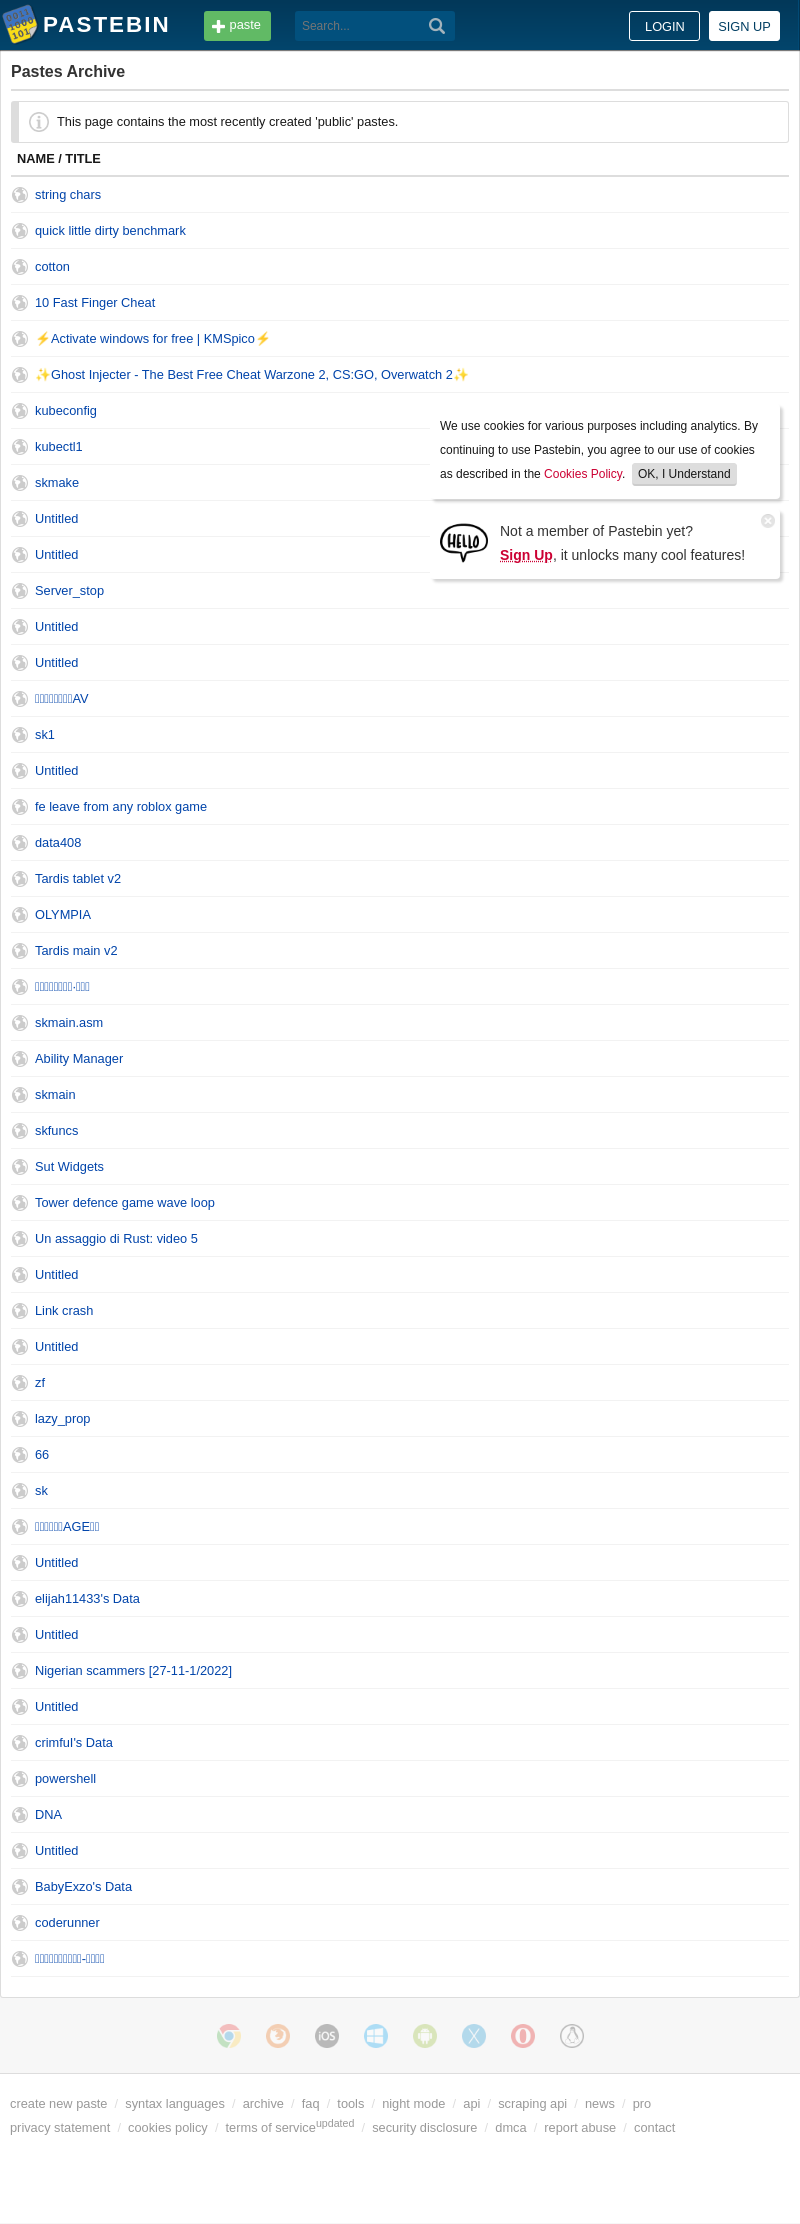 PASTEBIN
paste
Search...
LOGIN
SIGN UP
Pastes Archive
This page contains the most recently created 'public' pastes.
NAME / TITLE
string chars
quick little dirty benchmark
cotton
10 Fast Finger Cheat
⚡Activate windows for free | KMSpico⚡
✨Ghost Injecter - The Best Free Cheat Warzone 2, CS:GO, Overwatch 2✨
kubeconfig
kubectl1
skmake
Untitled
Untitled
We use cookies for various purposes including analytics. By
continuing to use Pastebin, you agree to our use of cookies
as described in the Cookies Policy. OK, I Understand
HELLO
Not a member of Pastebin yet?
Sign Up, it unlocks many cool features!
Server_stop
Untitled
Untitled
AV
sk1
Untitled
fe leave from any roblox game
data408
Tardis tablet v2
OLYMPIA
Tardis main v2
skmain.asm
Ability Manager
skmain
skfuncs
Sut Widgets
Tower defence game wave loop
Un assaggio di Rust: video 5
Untitled
Link crash
Untitled
zf
lazy_prop
66
sk
AGE
Untitled
elijah11433's Data
Untitled
Nigerian scammers [27-11-1/2022]
Untitled
crimful's Data
powershell
DNA
Untitled
BabyExzo's Data
coderunner
iOS
create new paste / syntax languages / archive / faq / tools / night mode / api / scraping api / news / pro
privacy statement / cookies policy / terms of service updated / security disclosure / dmca / report abuse / contact